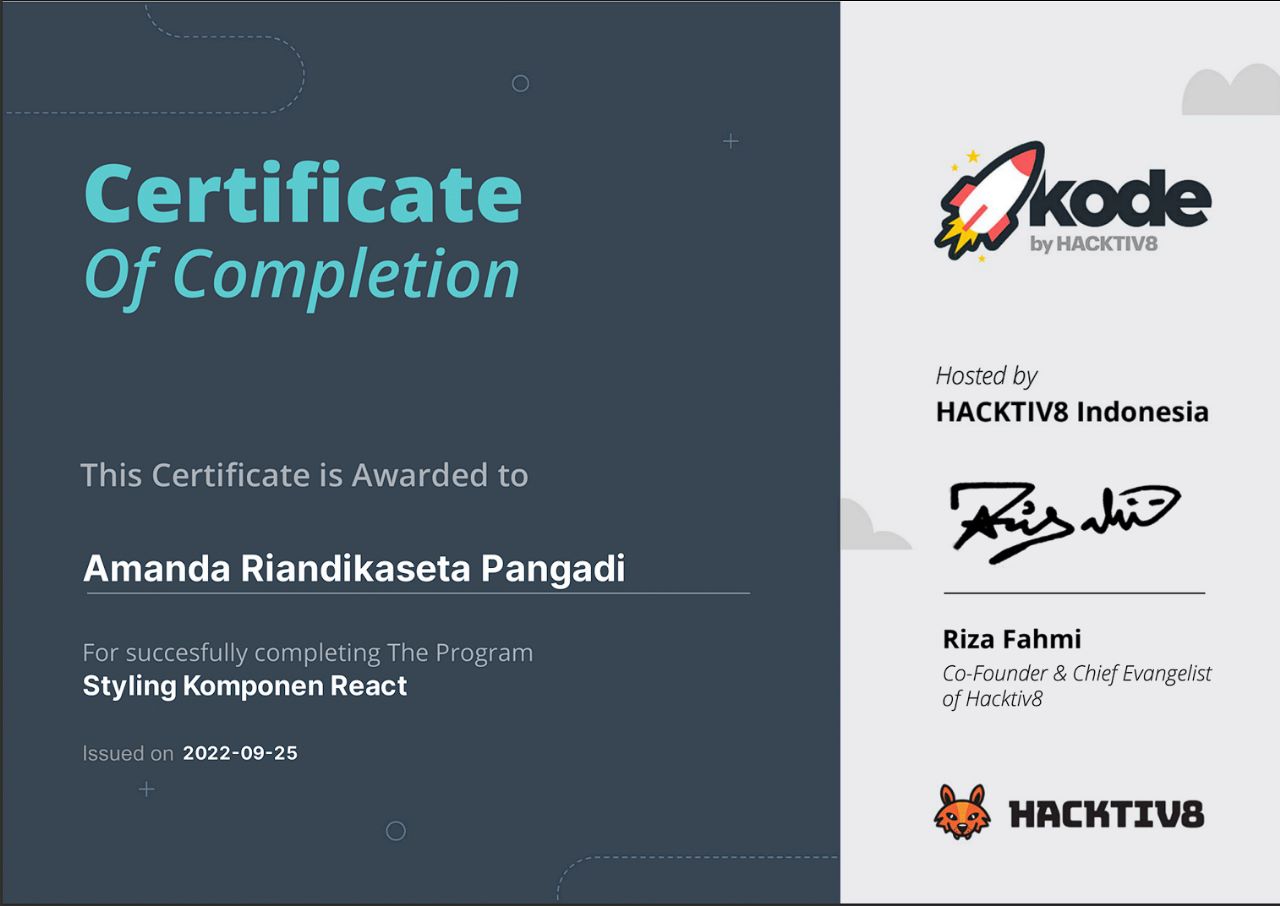 Certificate
Of Completion
This Certificate is Awarded to
Amanda Riandikaseta Pangadi
For succesfully completing The Program
Styling Komponen React
Issued on 2022-09-25
kode
by HACKTIV8
Hosted by
HACKTIV8 Indonesia
Riza Fahmi
Co-Founder & Chief Evangelist
of Hacktiv8
HACKTIV8